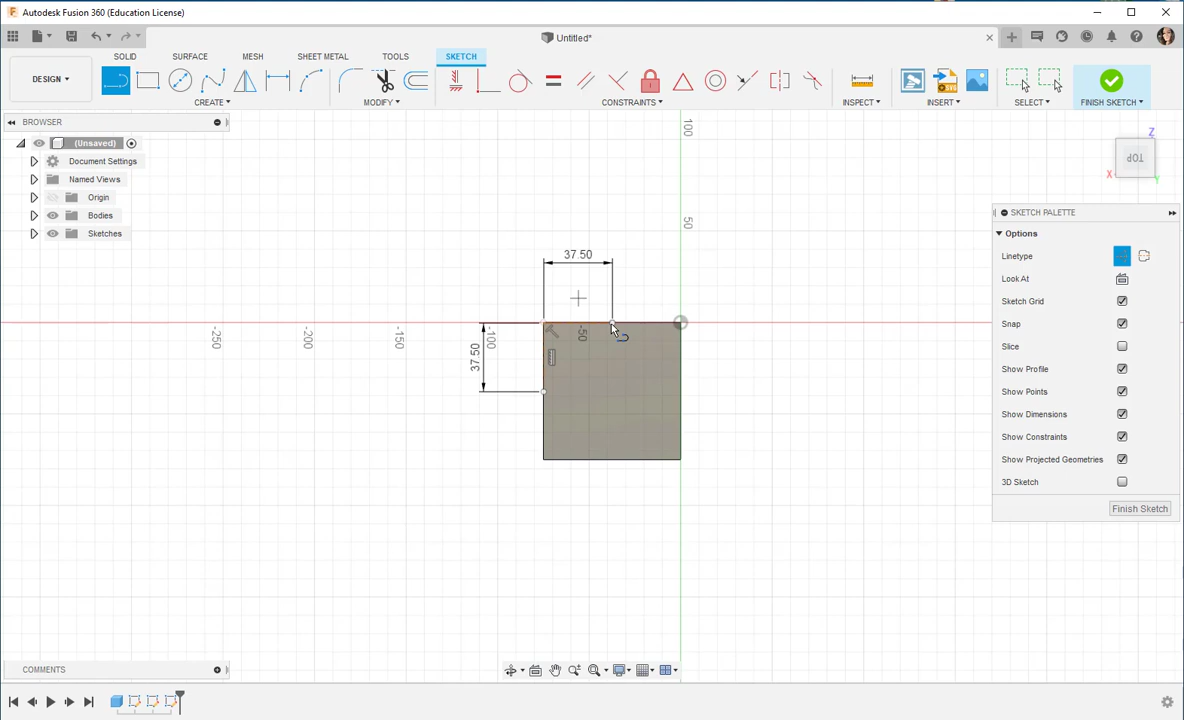 Autodesk Fusion 360 (Education License)
Untitled*
DESIGN
SOLID
SURFACE
MESH
SHEET METAL
TOOLS
SKETCH
CREATE
MODIFY
CONSTRAINTS
INSPECT
INSERT
SELECT
FINISH SKETCH
BROWSER
(Unsaved)
Document Settings
Named Views
Origin
Bodies
Sketches
100
50
37.50
37.50
-50
-100
-150
-200
-250
TOP
Z
X
Y
SKETCH PALETTE
Options
Linetype
Look At
Sketch Grid
Snap
Slice
Show Profile
Show Points
Show Dimensions
Show Constraints
Show Projected Geometries
3D Sketch
Finish Sketch
COMMENTS